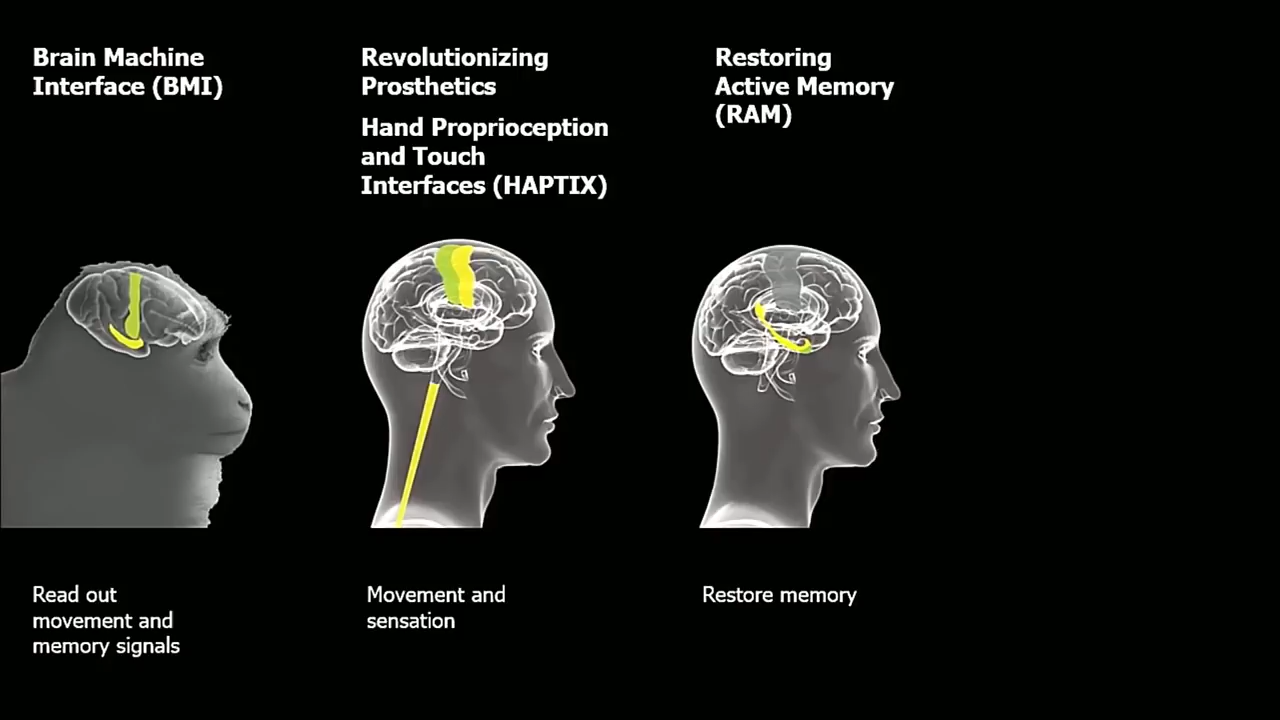 Brain Machine
Interface (BMI)
Revolutionizing
Prosthetics
Hand Proprioception
and Touch
Interfaces (HAPTIX)
Restoring
Active Memory
(RAM)
Read out
movement and
memory signals
Movement and
sensation
Restore memory